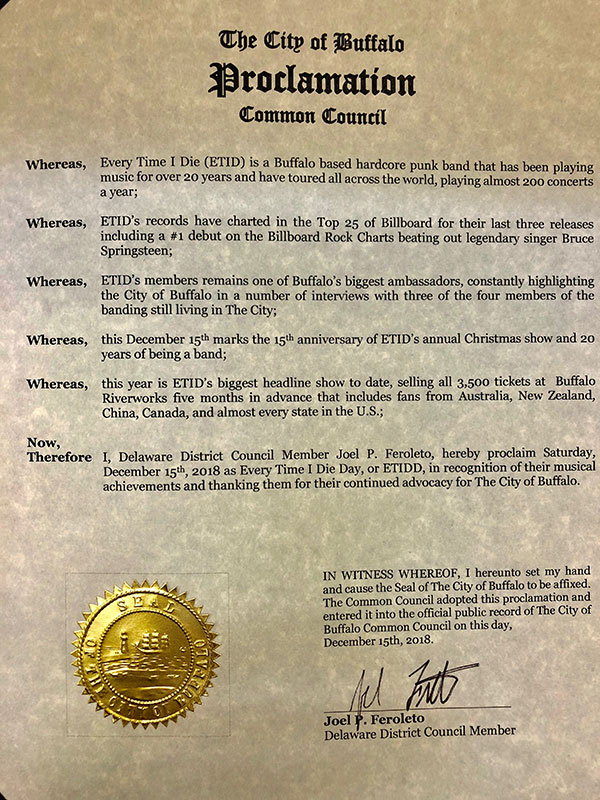 The City of Buffalo
Proclamation
Common Council
Whereas, Every Time I Die (ETID) is a Buffalo based hardcore punk band that has been playing
music for over 20 years and have toured all across the world, playing almost 200 concerts
a year;
Whereas, ETID's records have charted in the Top 25 of Billboard for their last three releases
including a #1 debut on the Billboard Rock Charts beating out legendary singer Bruce
Springsteen;
Whereas, ETID's members remains one of Buffalo's biggest ambassadors, constantly highlighting
the City of Buffalo in a number of interviews with three of the four members of the
banding still living in The City;
Whereas, this December 15th marks the 15th anniversary of ETID's annual Christmas show and 20
years of being a band;
Whereas, this year is ETID's biggest headline show to date, selling all 3,500 tickets at Buffalo
Riverworks five months in advance that includes fans from Australia, New Zealand,
China, Canada, and almost every state in the U.S.;
Now,
Therefore I, Delaware District Council Member Joel P. Feroleto, hereby proclaim Saturday,
December 15th, 2018 as Every Time I Die Day, or ETIDD, in recognition of their musical
achievements and thanking them for their continued advocacy for The City of Buffalo.
IN WITNESS WHEREOF, I hereunto set my hand
and cause the Seal of The City of Buffalo to be affixed.
The Common Council adopted this proclamation and
entered it into the official public record of The City of
Buffalo Common Council on this day,
December 15th, 2018.
Joel P. Feroleto
Delaware District Council Member
SEAL